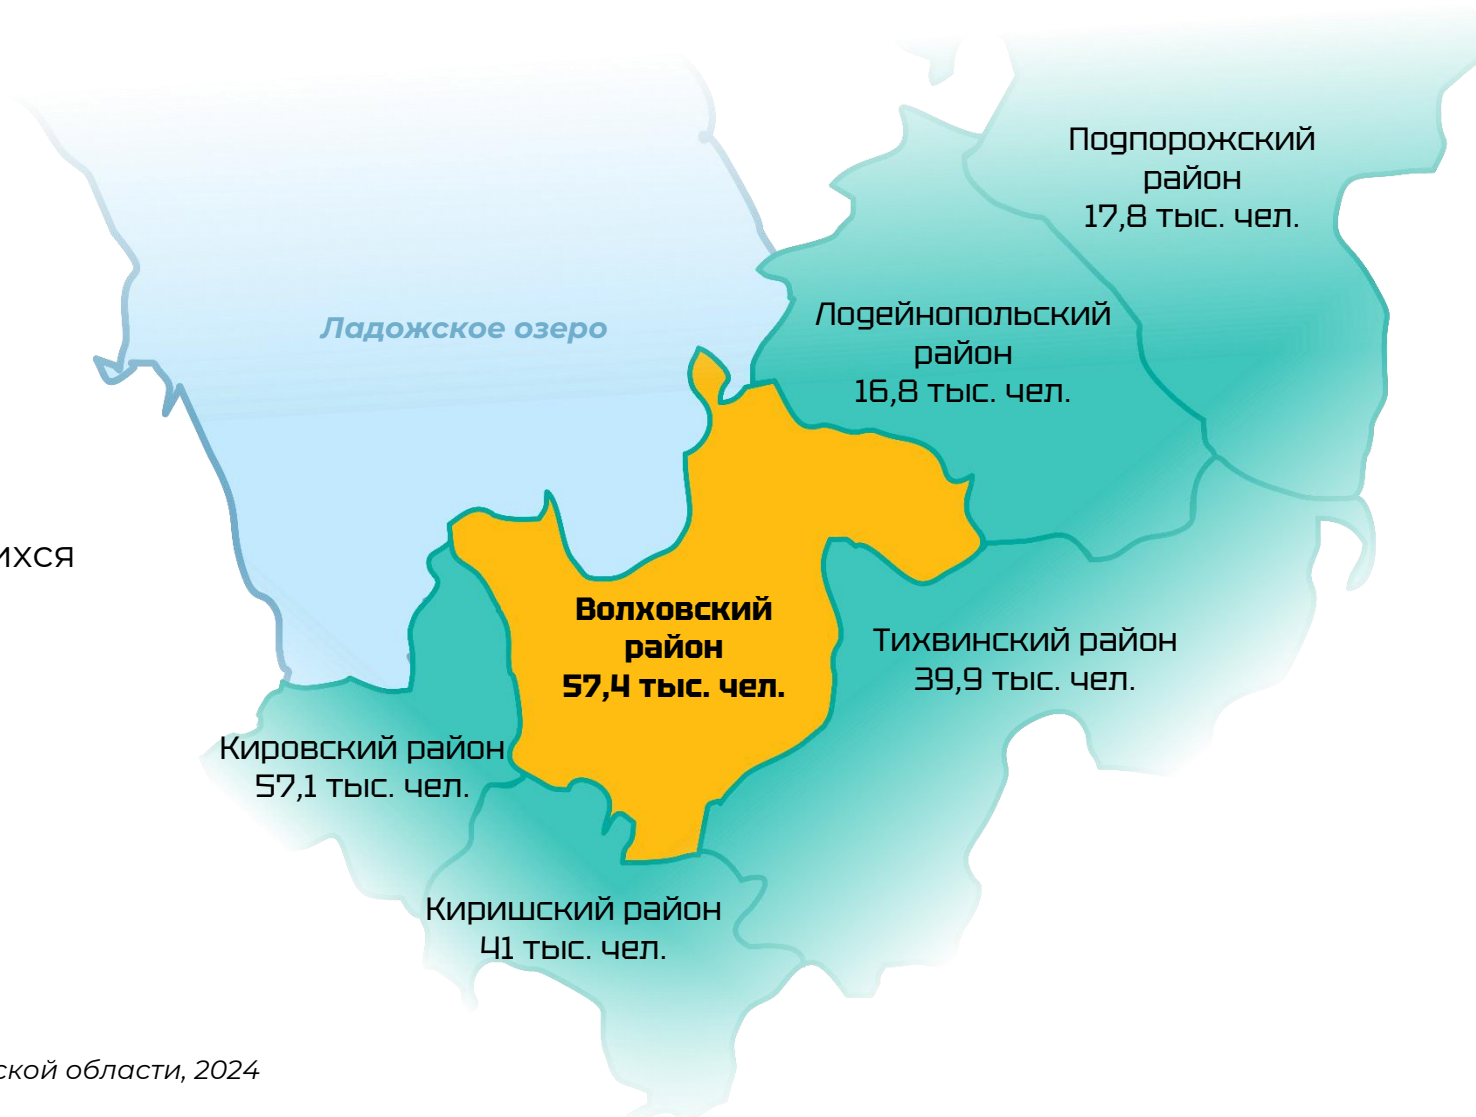 Подпорожский
район
17,8 тыс. чел.
Лодейнопольский
район
16,8 тыс. чел.
Ладожское озеро
ихся
Волховский
район
57,4 тыс. чел.
Тихвинский район
39,9 тыс. чел.
Кировский район
57,1 тыс. чел.
Киришский район
41 тыс. чел.
ской области, 2024